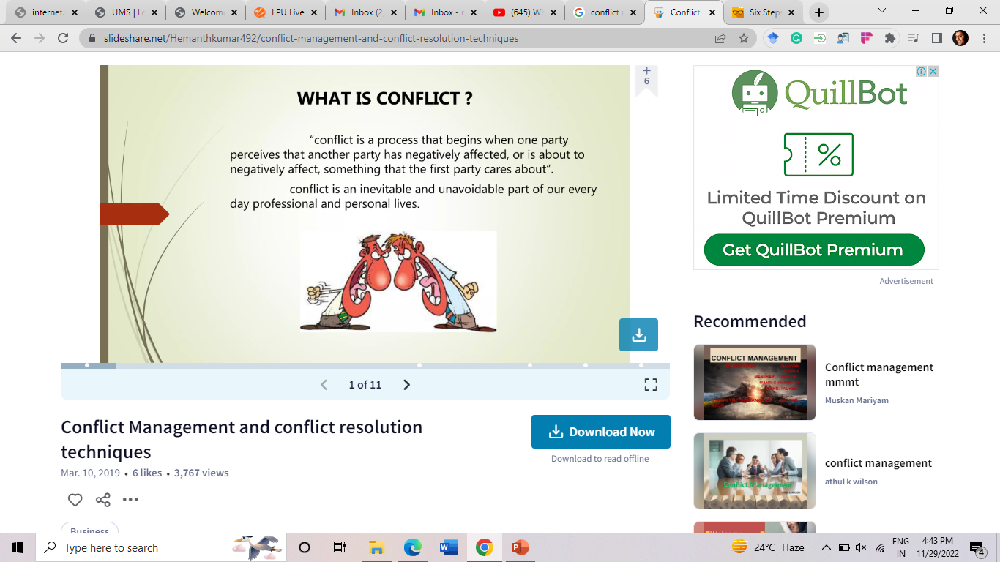 internet.
UMS | Lo
Welcom
LPU Live
Inbox (2
Inbox - r
(645) W
conflict
Conflict
Six Step
slideshare.net/Hemanthkumar492/conflict-management-and-conflict-resolution-techniques
WHAT IS CONFLICT ?
“conflict is a process that begins when one party
perceives that another party has negatively affected, or is about to
negatively affect, something that the first party cares about”.
conflict is an inevitable and unavoidable part of our every
day professional and personal lives.
6
1 of 11
Conflict Management and conflict resolution
techniques
Mar. 10, 2019 • 6 likes • 3,767 views
Download Now
Download to read offline
Business
QuillBot
%
Limited Time Discount on
QuillBot Premium
Get QuillBot Premium
Advertisement
Recommended
CONFLICT MANAGEMENT
Conflict management
mmmt
Muskan Mariyam
Conflict Management
conflict management
athul k wilson
Type here to search
24°C Haze
ENG
IN
4:43 PM
11/29/2022
4